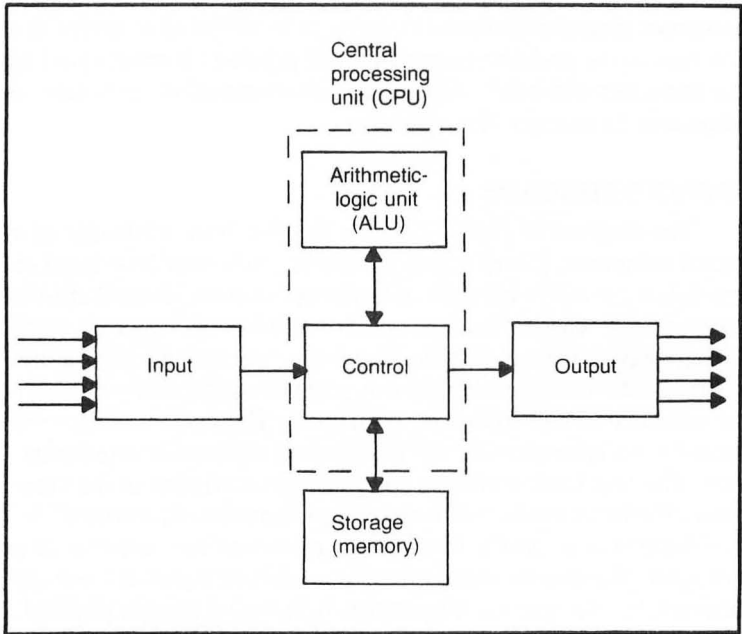 Central
processing
unit (CPU)
Arithmetic-
logic unit
(ALU)
Input
Control
Output
Storage
(memory)